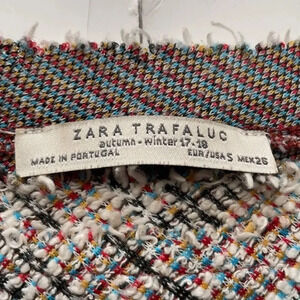 ZARA TRAFALUC
autumn - winter 17-18
MADE IN PORTUGAL EUR/USA S MEX 26